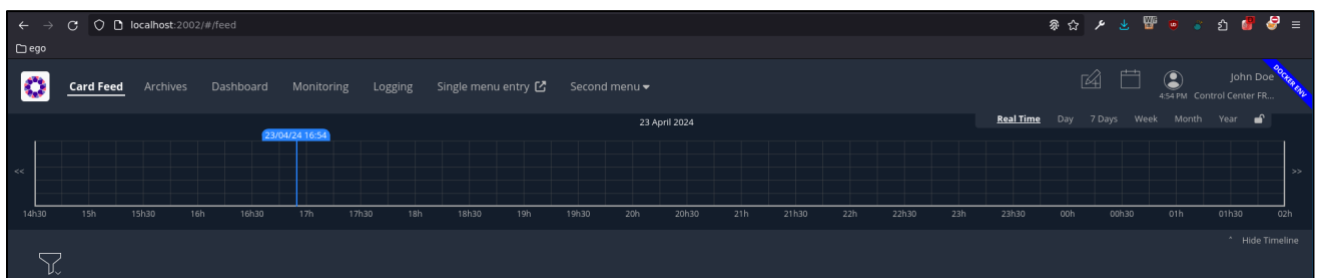 localhost:2002/#/feed
ego
Card Feed Archives Dashboard Monitoring Logging Single menu entry Second menu John Doe
4:54 PM Control Center FR...
DOCKER ENV
23 April 2024 Real Time Day 7 Days Week Month Year
23/04/24 16:54
<< >>
14h30 15h 15h30 16h 16h30 17h 17h30 18h 18h30 19h 19h30 20h 20h30 21h 21h30 22h 22h30 23h 23h30 00h 00h30 01h 01h30 02h
Hide Timeline